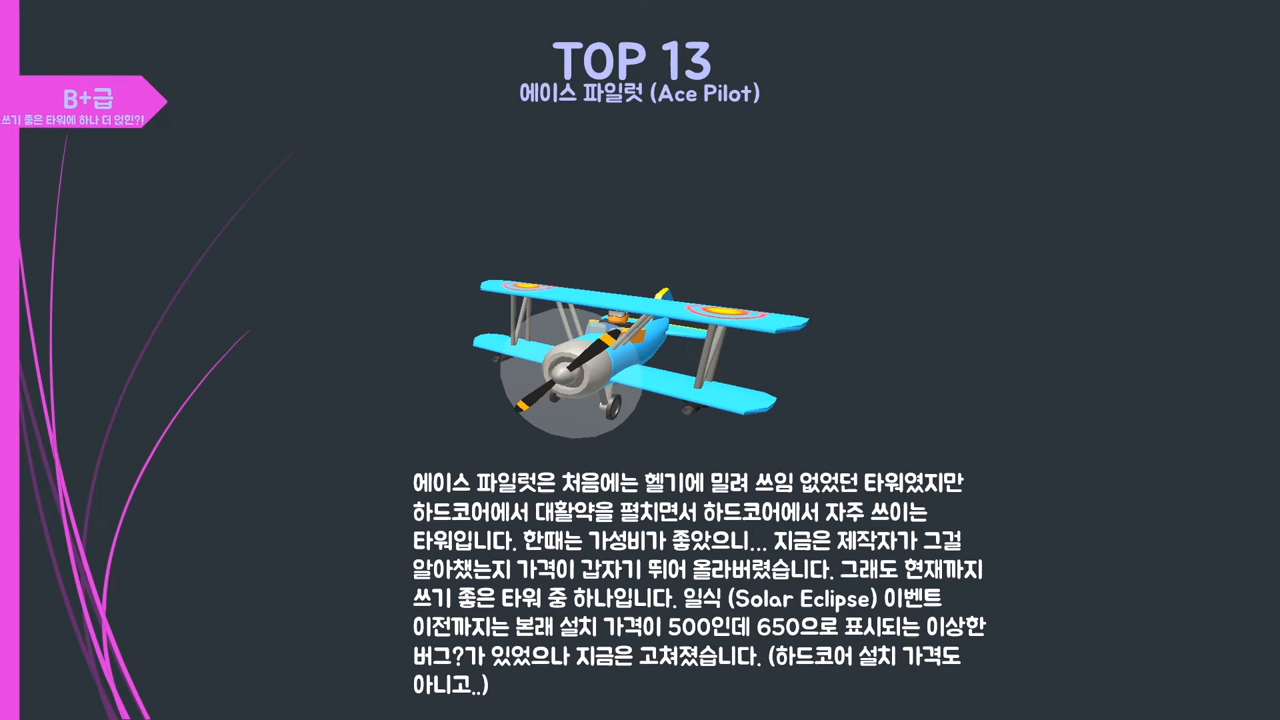 TOP 13
에이스 파일럿 (Ace Pilot)
B+급
쓰기 좋은 타워에 하나 더 얹힌?!
에이스 파일럿은 처음에는 헬기에 밀려 쓰임 없었던 타워였지만
하드코어에서 대활약을 펼치면서 하드코어에서 자주 쓰이는
타워입니다. 한때는 가성비가 좋았으니... 지금은 제작자가 그걸
알아챘는지 가격이 갑자기 뛰어 올라버렸습니다. 그래도 현재까지
쓰기 좋은 타워 중 하나입니다. 일식 (Solar Eclipse) 이벤트
이전까지는 본래 설치 가격이 500인데 650으로 표시되는 이상한
버그?가 있었으나 지금은 고쳐졌습니다. (하드코어 설치 가격도
아니고..)